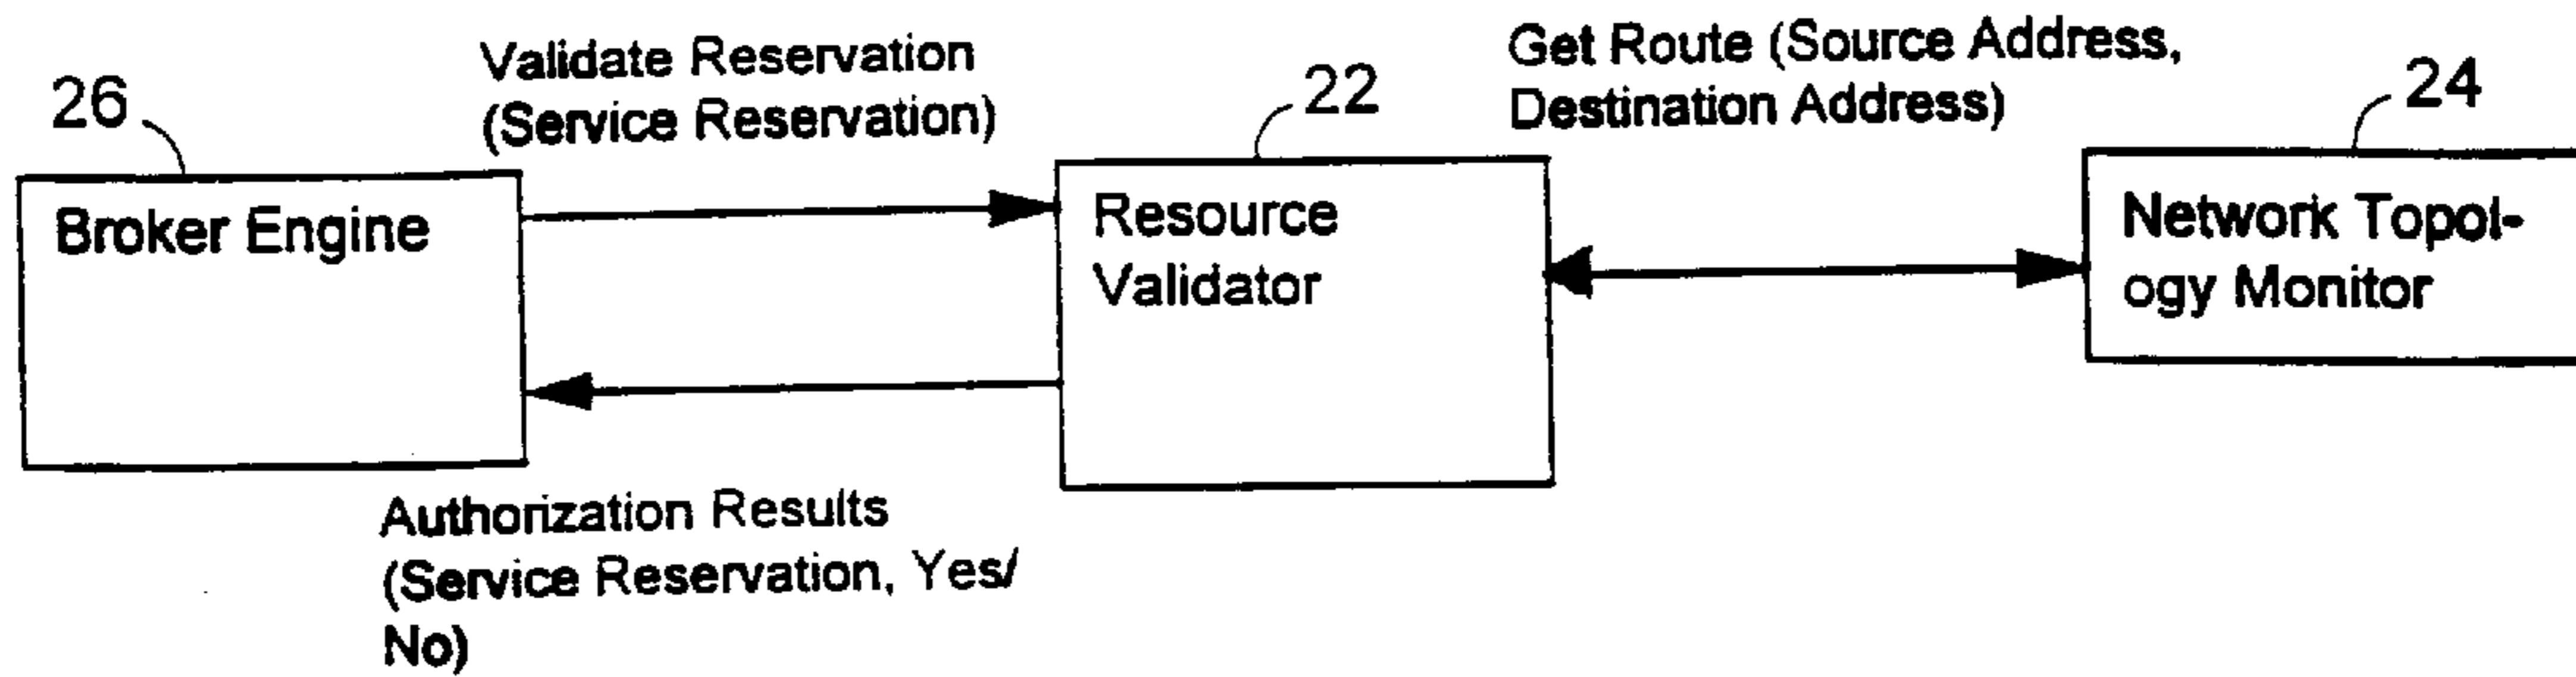 26
Validate Reservation
(Service Reservation)
22
Get Route (Source Address,
Destination Address)
24
Broker Engine
Resource
Validator
Network Topol-
ogy Monitor
Authorization Results
(Service Reservation, Yes/
No)